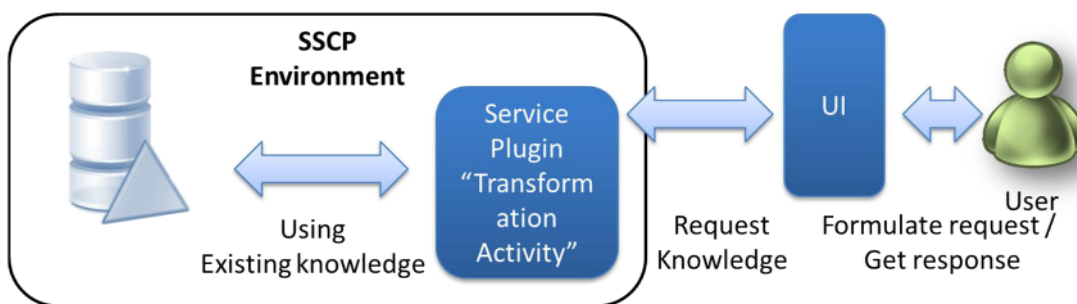 SSCP
Environment
Service
Plugin
“Transform
ation
Activity”
Using
Existing knowledge
UI
Request
Knowledge
User
Formulate request /
Get response